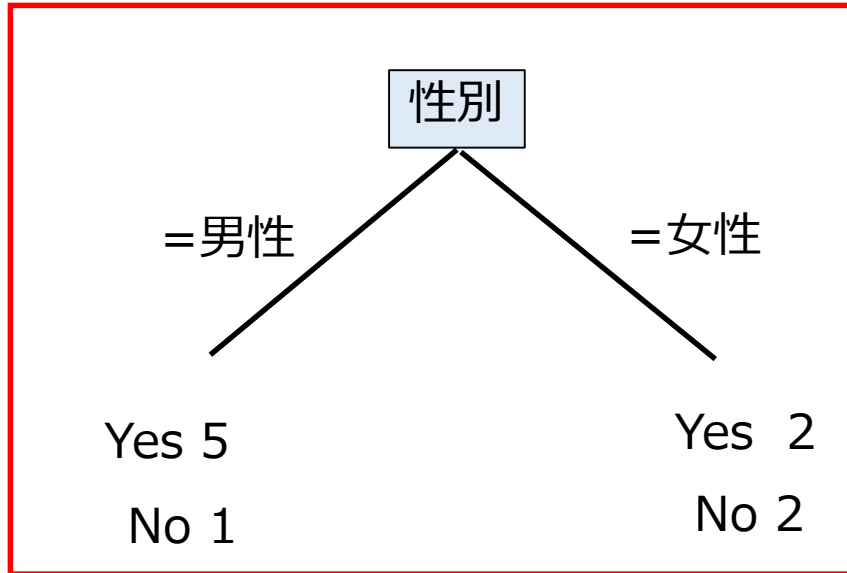 性別
=男性
=女性
Yes 5
No 1
Yes 2
No 2